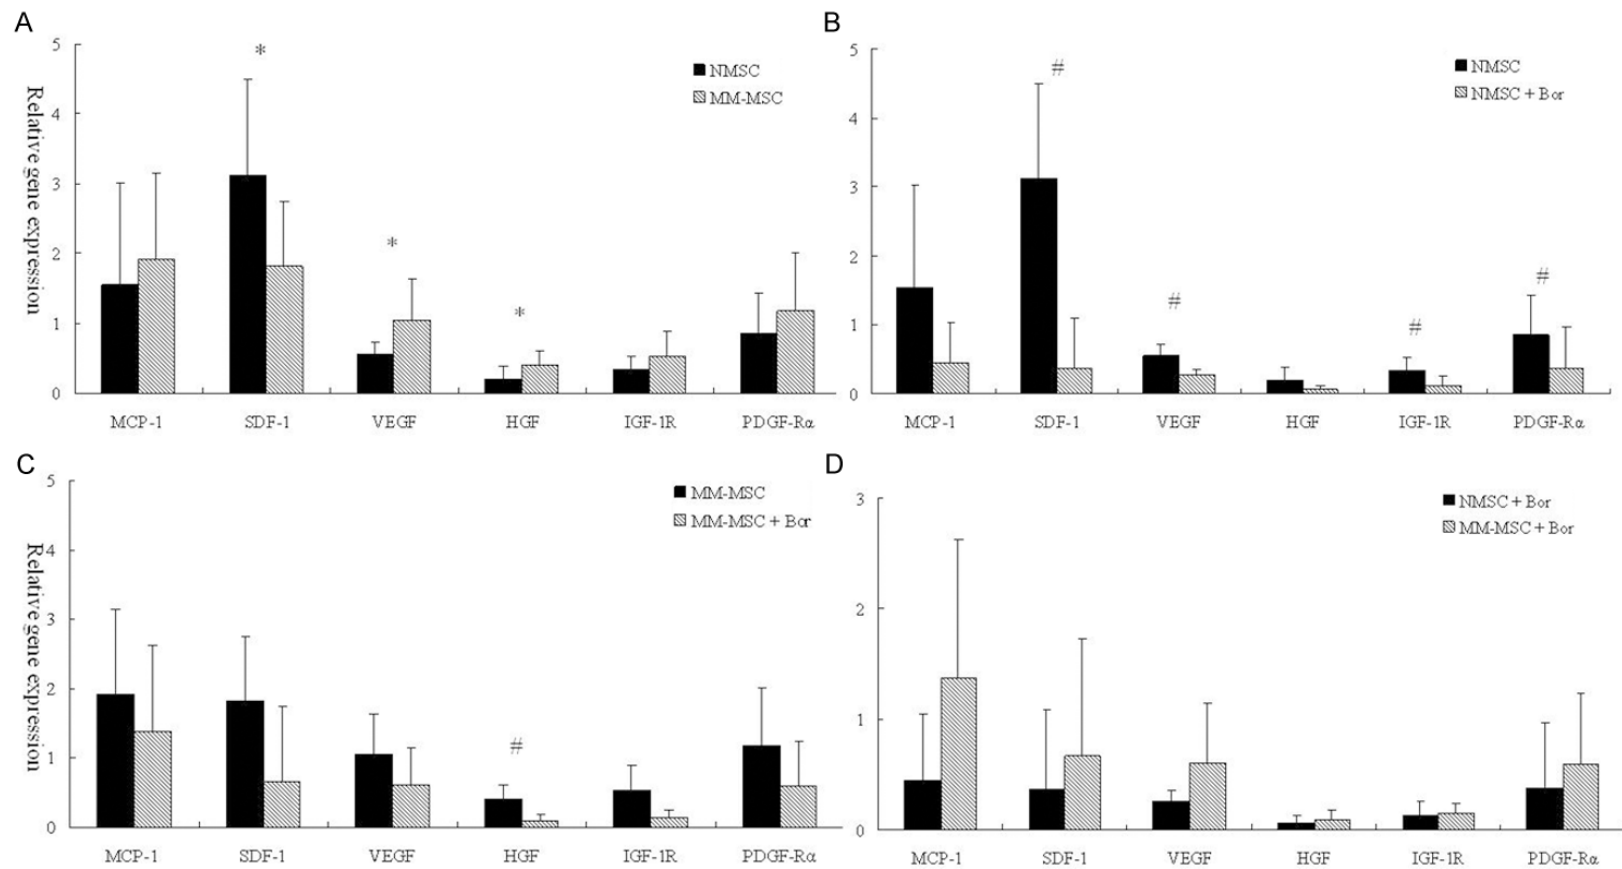 A
Relative gene expression
5
4
3
2
1
0
*
*
*
NMSC
MM-MSC
MCP-1 SDF-1 VEGF HGF IGF-1R PDGF-Rα
B
5
4
3
2
1
0
#
#
#
#
NMSC
NMSC + Bor
MCP-1 SDF-1 VEGF HGF IGF-1R PDGF-Rα
C
Relative gene expression
5
4
3
2
1
0
#
MM-MSC
MM-MSC + Bor
MCP-1 SDF-1 VEGF HGF IGF-1R PDGF-Rα
D
3
2
1
0
NMSC + Bor
MM-MSC + Bor
MCP-1 SDF-1 VEGF HGF IGF-1R PDGF-Rα